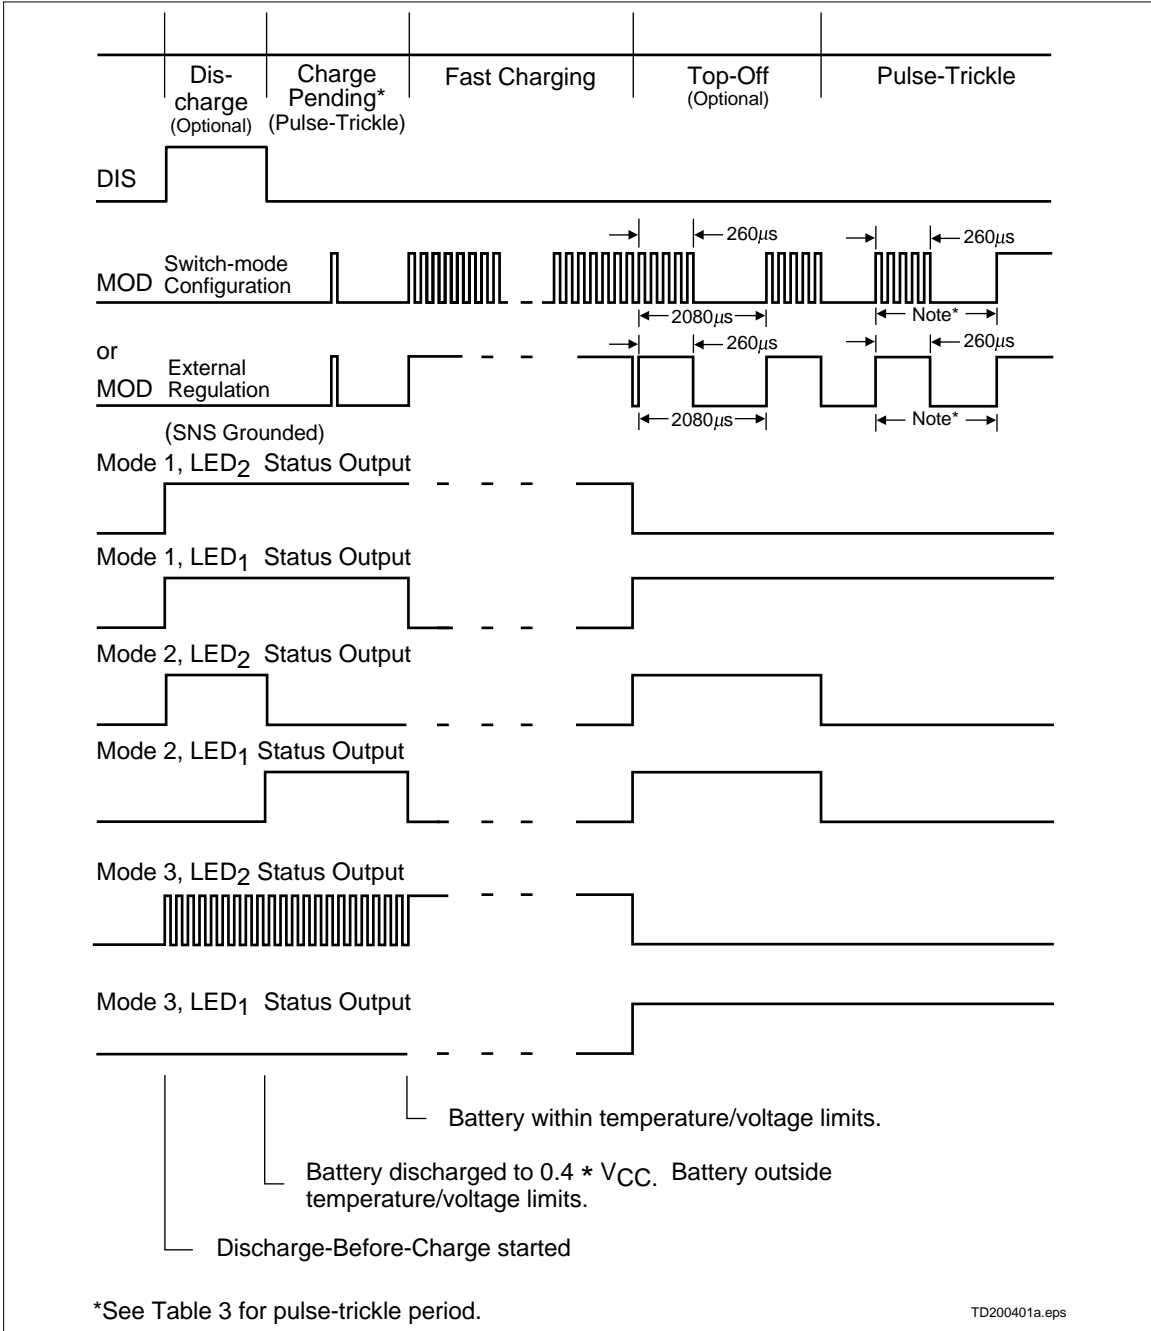 Dis-
charge
(Optional)
Charge
Pending*
(Pulse-Trickle)
Fast Charging
Top-Off
(Optional)
Pulse-Trickle
DIS
260µs
260µs
MOD
Switch-mode
Configuration
2080µs
Note*
or
MOD
External
Regulation
260µs
260µs
2080µs
Note*
(SNS Grounded)
Mode 1, LED2 Status Output
Mode 1, LED1 Status Output
Mode 2, LED2 Status Output
Mode 2, LED1 Status Output
Mode 3, LED2 Status Output
Mode 3, LED1 Status Output
Battery within temperature/voltage limits.
Battery discharged to 0.4 * VCC. Battery outside
temperature/voltage limits.
Discharge-Before-Charge started
*See Table 3 for pulse-trickle period.
TD200401a.eps